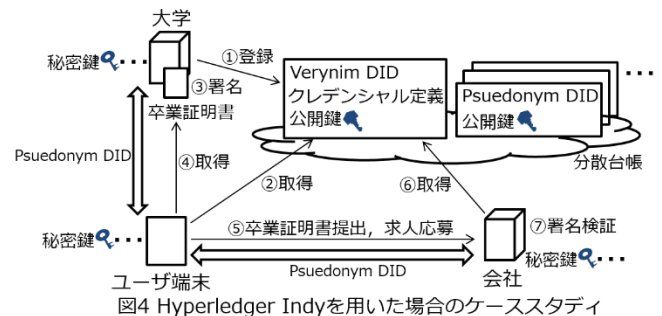 大学
秘密鍵
①登録
③署名
卒業証明書
Verynim DID
クレデンシャル定義
公開鍵
Psuedonym DID
公開鍵
分散台帳
Psuedonym DID
④取得
②取得
⑥取得
秘密鍵
⑤卒業証明書提出，求人応募
⑦署名検証
秘密鍵
Psuedonym DID
ユーザ端末
会社
図4 Hyperledger Indyを用いた場合のケーススタディ